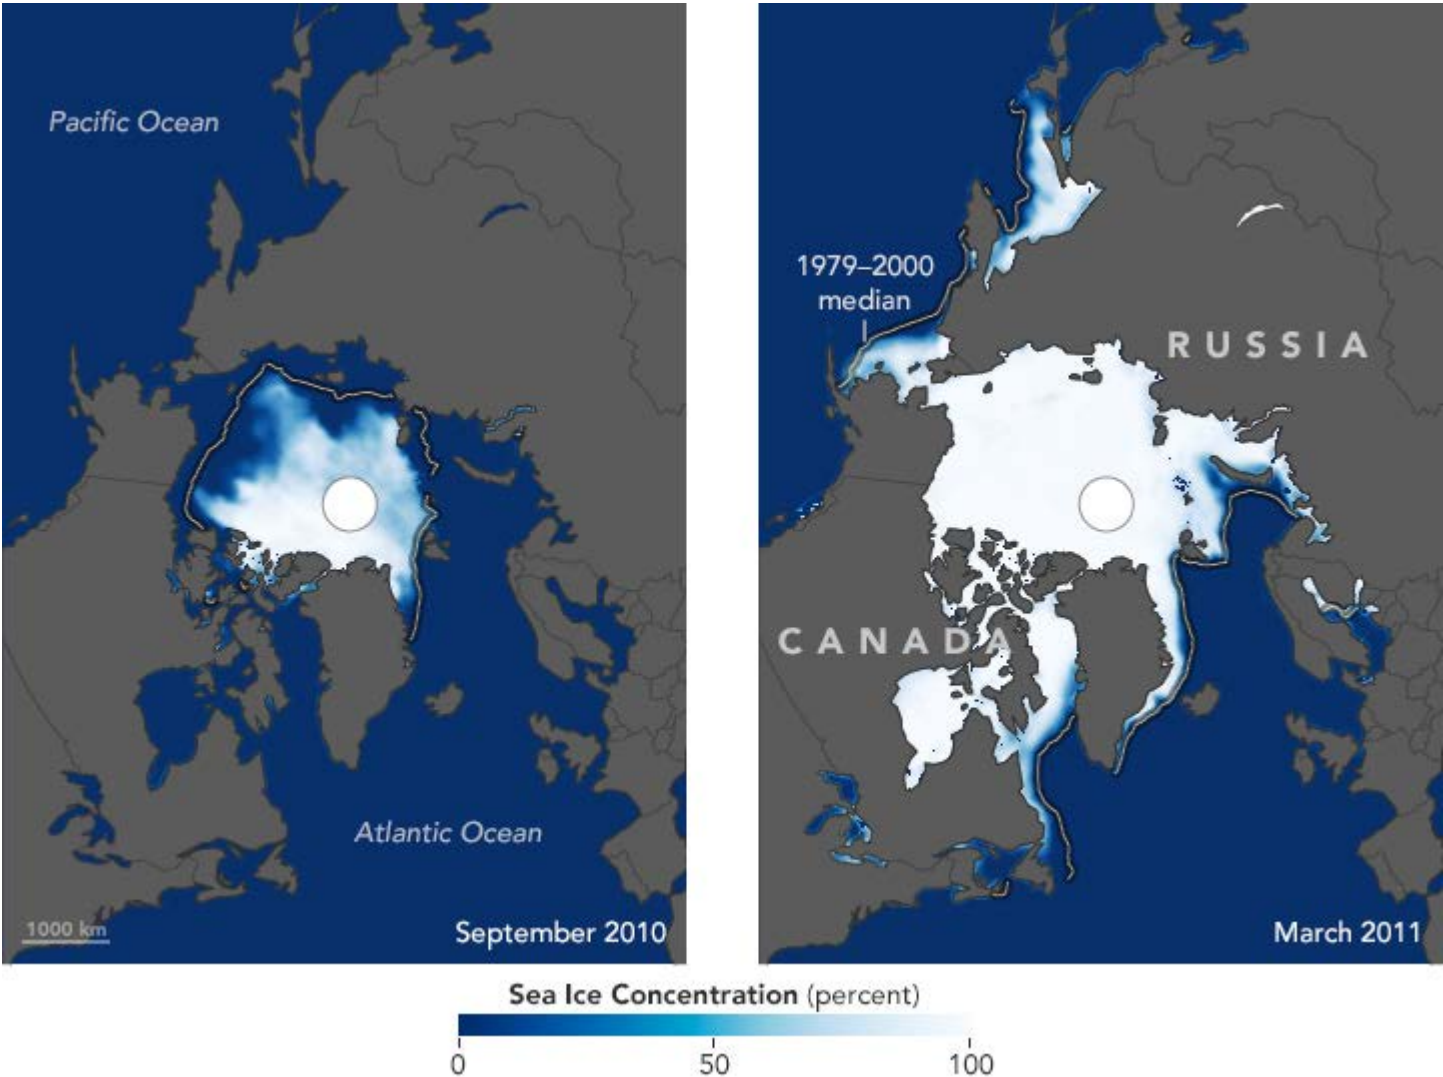 Pacific Ocean
Atlantic Ocean
1000 km
September 2010
1979–2000
median
RUSSIA
CANADA
March 2011
Sea Ice Concentration (percent)
0 50 100